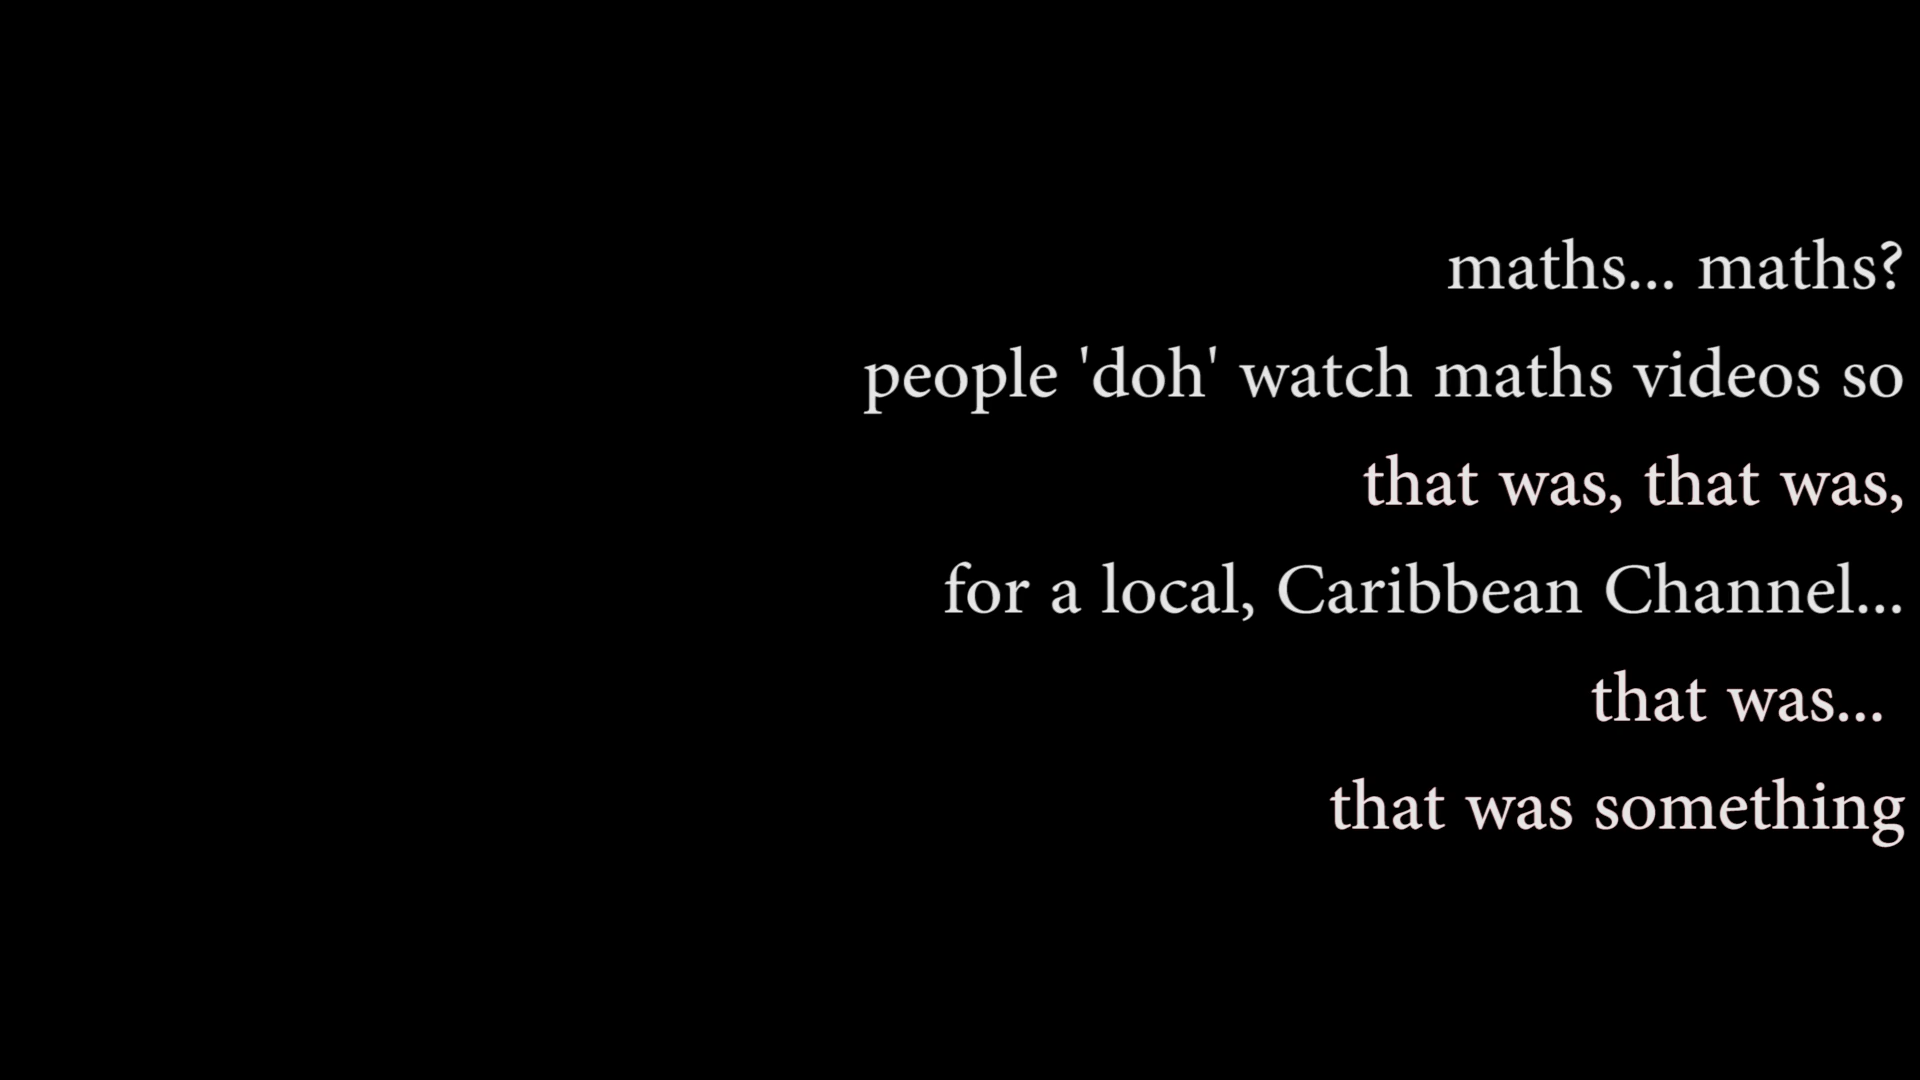 maths... maths?
people 'doh' watch maths videos so
that was, that was,
for a local, Caribbean Channel...
that was...
that was something